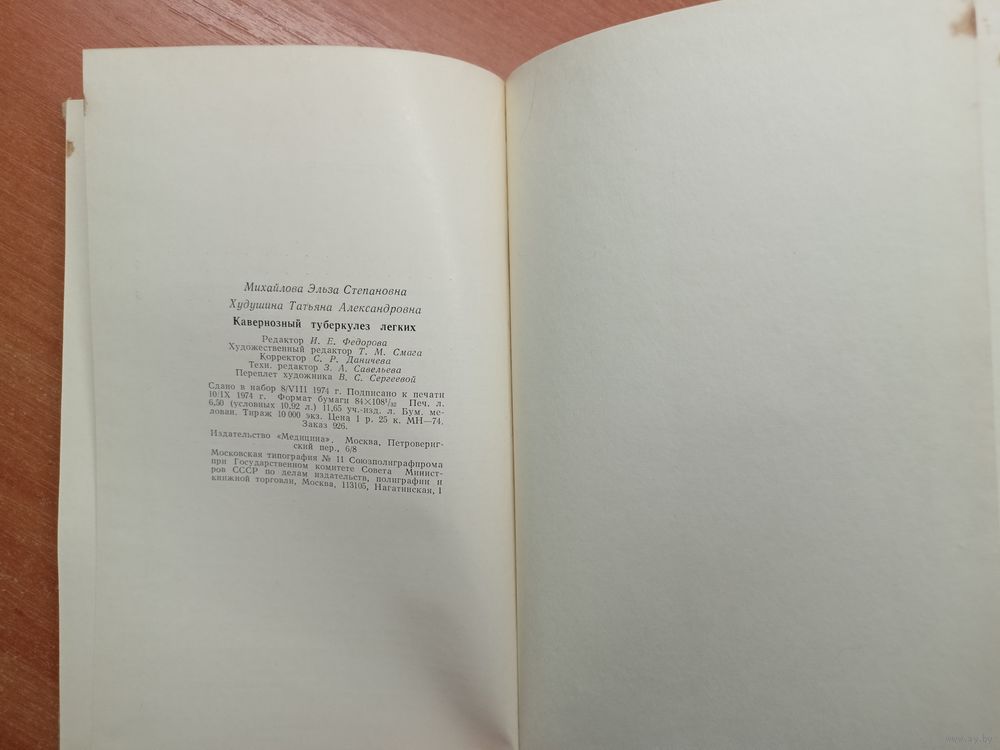 Михайлова Эльза Степановна
Худушина Татьяна Александровна
Кавернозный туберкулез легких
Редактор И. Е. Федорова
Художественный редактор Т. М. Смага
Корректор С. Р. Даничева
Техн. редактор З. А. Савельева
Переплет художника В. С. Сергеевой
Сдано в набор 8/VIII 1974 г. Подписано к печати
10/IX 1974 г. Формат бумаги 84×108¹/₃₂ Печ. л.
6,50 (условных 10,92 л.) 11,65 уч.-изд. л. Бум. ме-
лован. Тираж 10 000 экз. Цена 1 р. 25 к. МН—74.
Заказ 926.
Издательство «Медицина». Москва, Петровериг-
ский пер., 6/8
Московская типография № 11 Союзполиграфпрома
при Государственном комитете Совета Минист-
ров СССР по делам издательств, полиграфии и
книжной торговли, Москва, 113105, Нагатинская, 1
www.ay.by